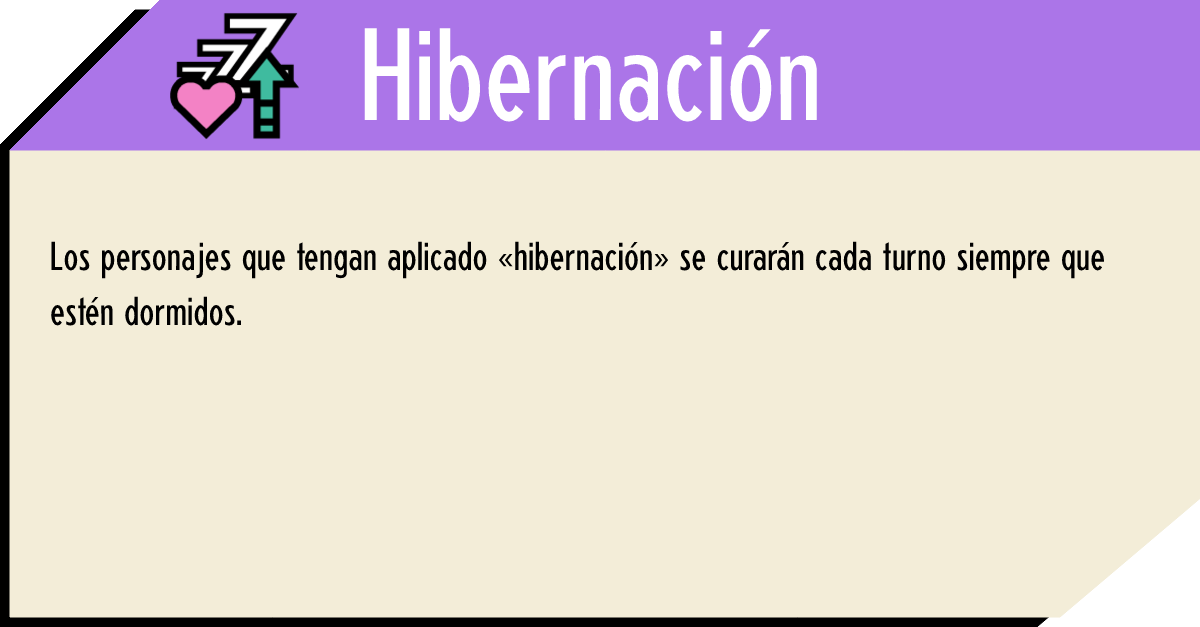 Hibernación
Los personajes que tengan aplicado «hibernación» se curarán cada turno siempre que
estén dormidos.